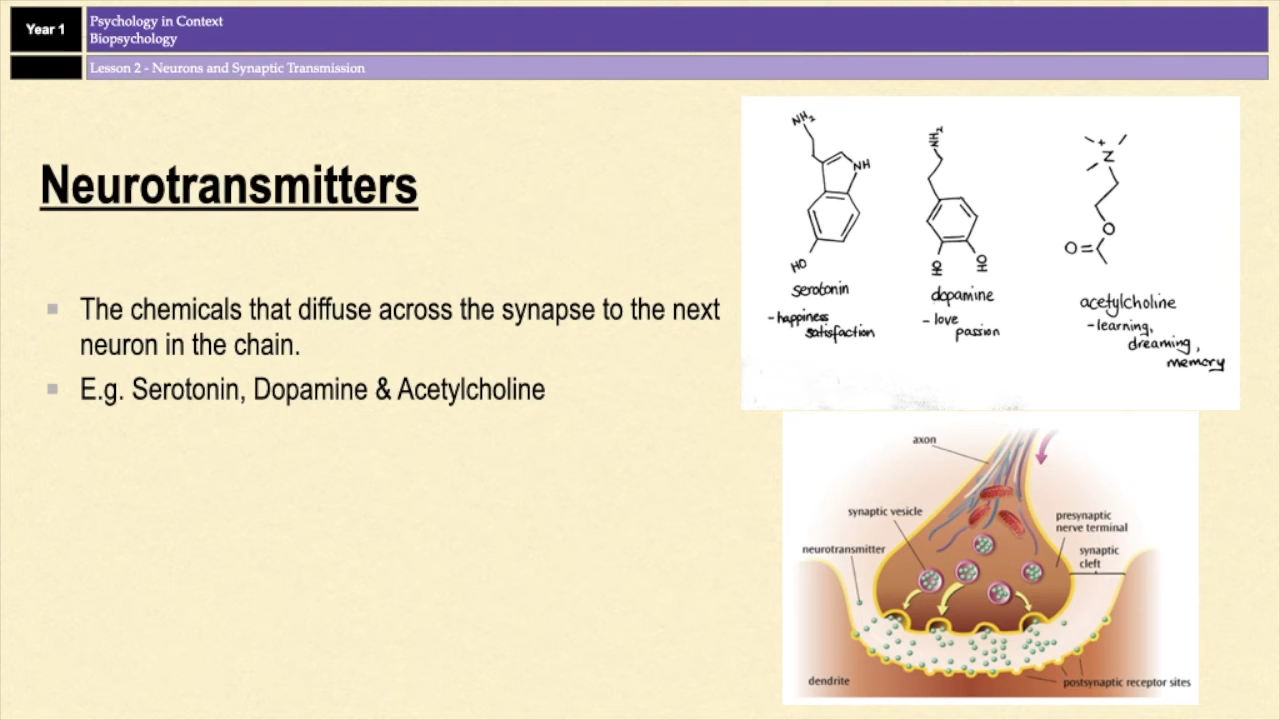 Year 1
Psychology in Context
Biopsychology
Lesson 2 - Neurons and Synaptic Transmission
Neurotransmitters
The chemicals that diffuse across the synapse to the next
neuron in the chain.
E.g. Serotonin, Dopamine & Acetylcholine
NH2
NH
HO
serotonin
- happiness
satisfaction
NH2
HO
OH
dopamine
- love
passion
N+
O
O=
acetylcholine
- learning,
dreaming,
memory
axon
synaptic vesicle
neurotransmitter
presynaptic
nerve terminal
synaptic
cleft
dendrite
postsynaptic receptor sites